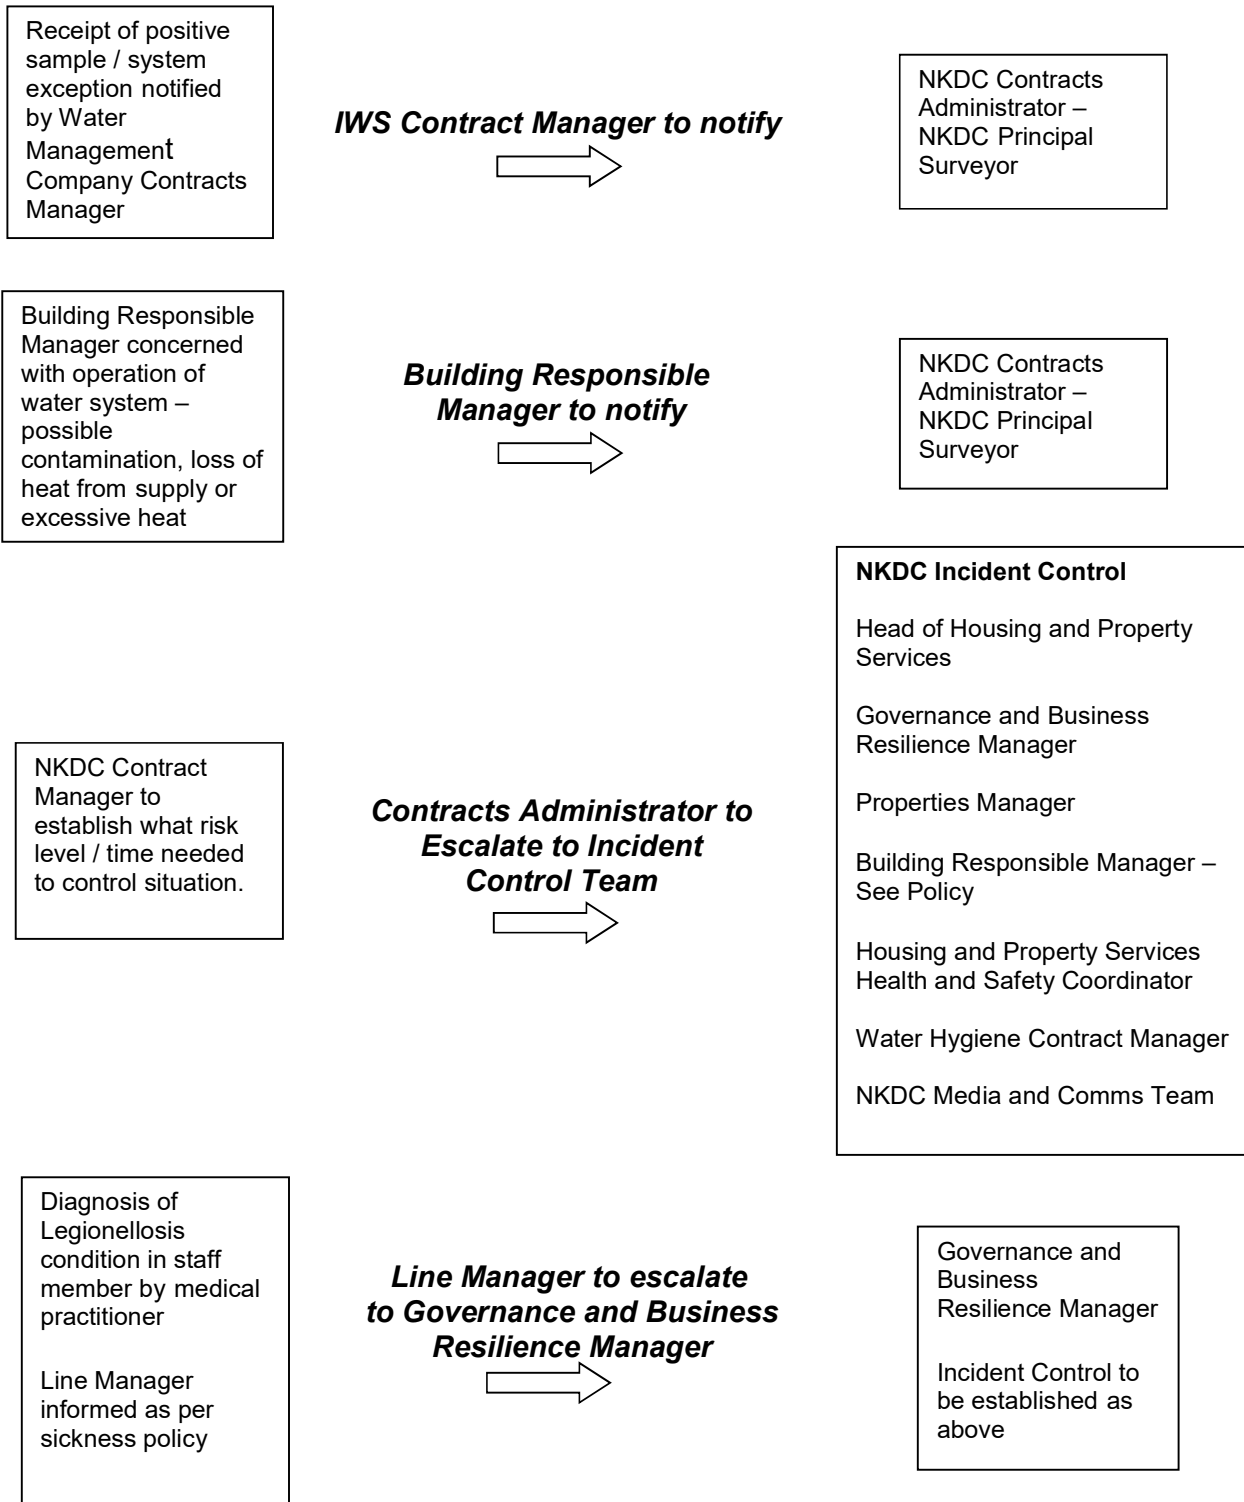 Receipt of positive
sample / system
exception notified
by Water
Management
Company Contracts
Manager
IWS Contract Manager to notify
NKDC Contracts
Administrator –
NKDC Principal
Surveyor
Building Responsible
Manager concerned
with operation of
water system –
possible
contamination, loss of
heat from supply or
excessive heat
Building Responsible
Manager to notify
NKDC Contracts
Administrator –
NKDC Principal
Surveyor
NKDC Contract
Manager to
establish what risk
level / time needed
to control situation.
Contracts Administrator to
Escalate to Incident
Control Team
NKDC Incident Control
Head of Housing and Property
Services
Governance and Business
Resilience Manager
Properties Manager
Building Responsible Manager –
See Policy
Housing and Property Services
Health and Safety Coordinator
Water Hygiene Contract Manager
NKDC Media and Comms Team
Diagnosis of
Legionellosis
condition in staff
member by medical
practitioner
Line Manager
informed as per
sickness policy
Line Manager to escalate
to Governance and Business
Resilience Manager
Governance and
Business
Resilience Manager
Incident Control to
be established as
above